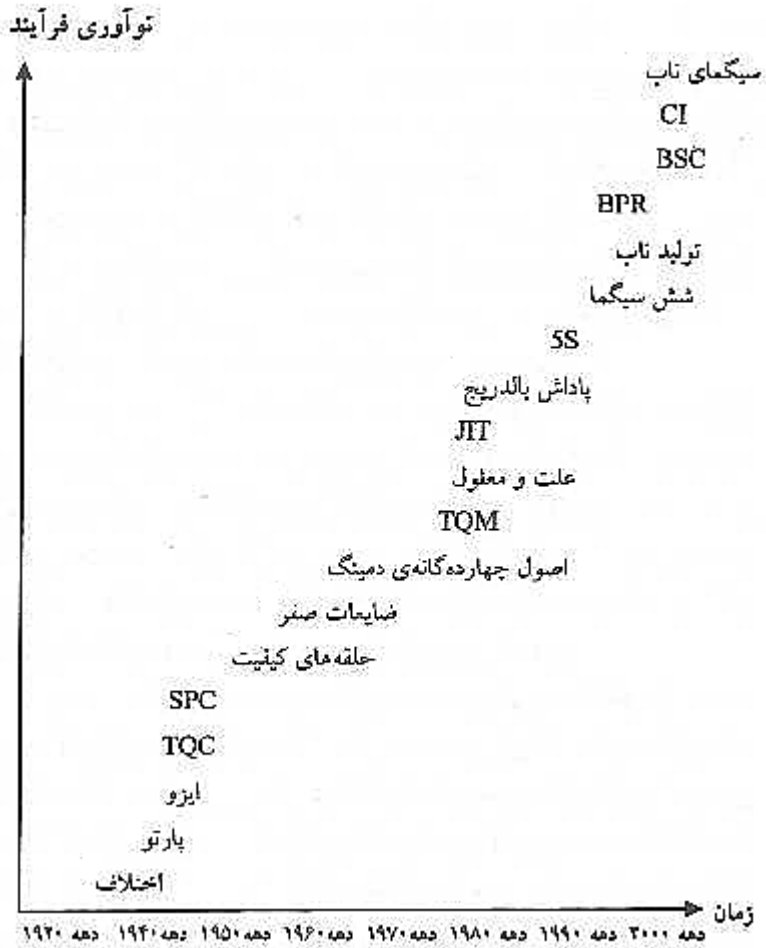 نوآوری فرآیند
سیگمای ناب
CI
BSC
BPR
تولید ناب
شش سیگما
5S
پاداش بالدریج
JIT
علت و معلول
TQM
اصول چهارده‌گانه‌ی دمینگ
ضایعات صفر
حلقه‌های کیفیت
SPC
TQC
ایزو
پارتو
اختلاف
زمان
دهه ۱۹۳۰ دهه ۱۹۴۰ دهه ۱۹۵۰ دهه ۱۹۶۰ دهه ۱۹۷۰ دهه ۱۹۸۰ دهه ۱۹۹۰ دهه ۲۰۰۰